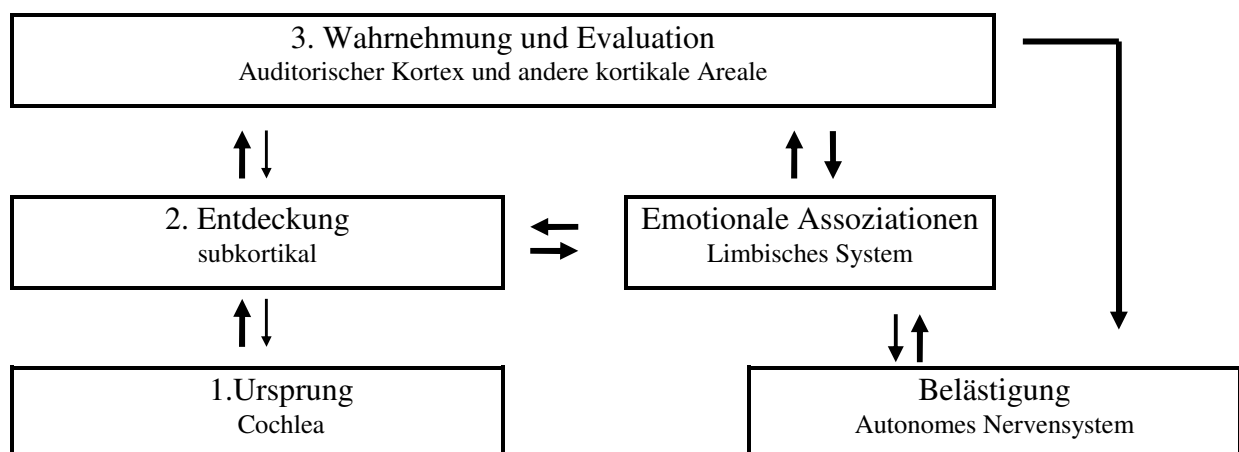 3. Wahrnehmung und Evaluation
Auditorischer Kortex und andere kortikale Areale
2. Entdeckung
subkortikal
Emotionale Assoziationen
Limbisches System
1.Ursprung
Cochlea
Belästigung
Autonomes Nervensystem